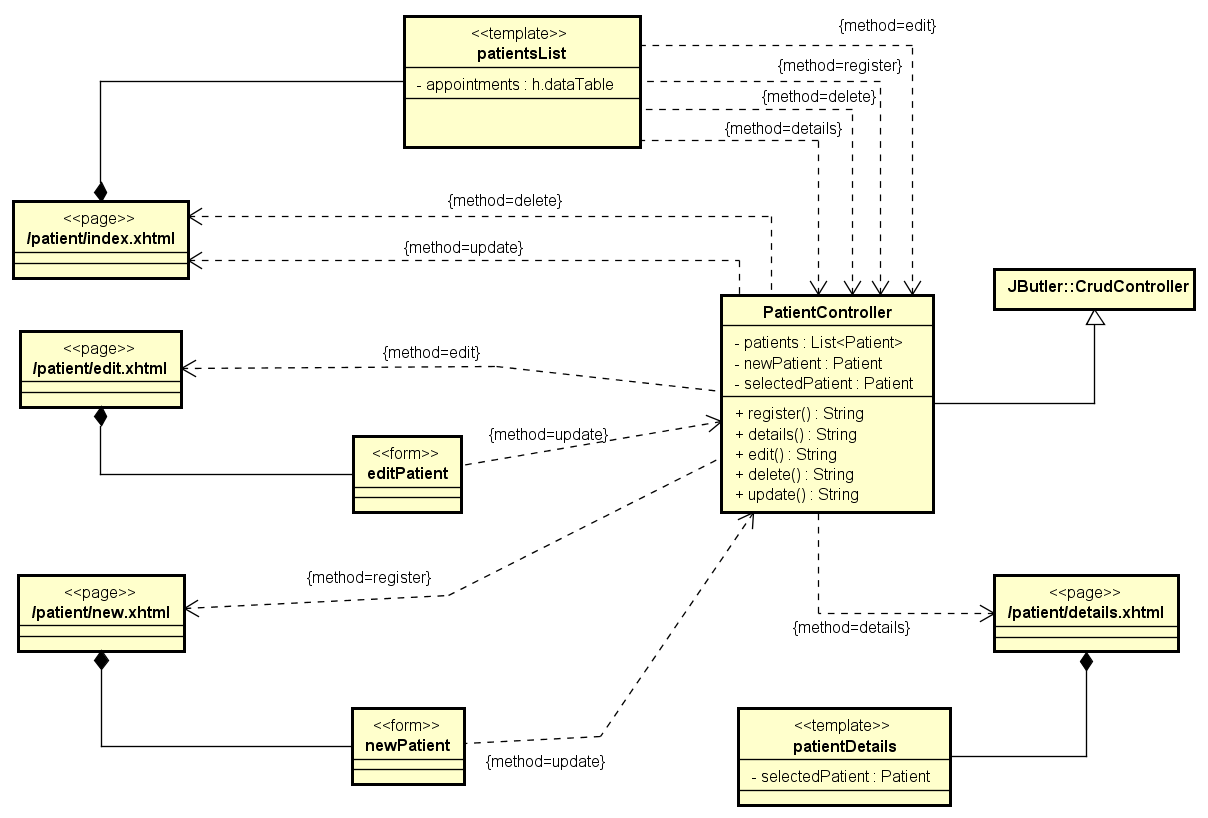 <<template>>
patientsList
- appointments : h.dataTable
{method=edit}
{method=register}
{method=delete}
{method=details}
<<page>>
/patient/index.xhtml
{method=delete}
{method=update}
JButler::CrudController
PatientController
- patients : List<Patient>
- newPatient : Patient
- selectedPatient : Patient
+ register() : String
+ details() : String
+ edit() : String
+ delete() : String
+ update() : String
<<page>>
/patient/edit.xhtml
{method=edit}
<<form>>
editPatient
{method=update}
<<page>>
/patient/new.xhtml
{method=register}
<<form>>
newPatient
{method=update}
{method=details}
<<page>>
/patient/details.xhtml
<<template>>
patientDetails
- selectedPatient : Patient